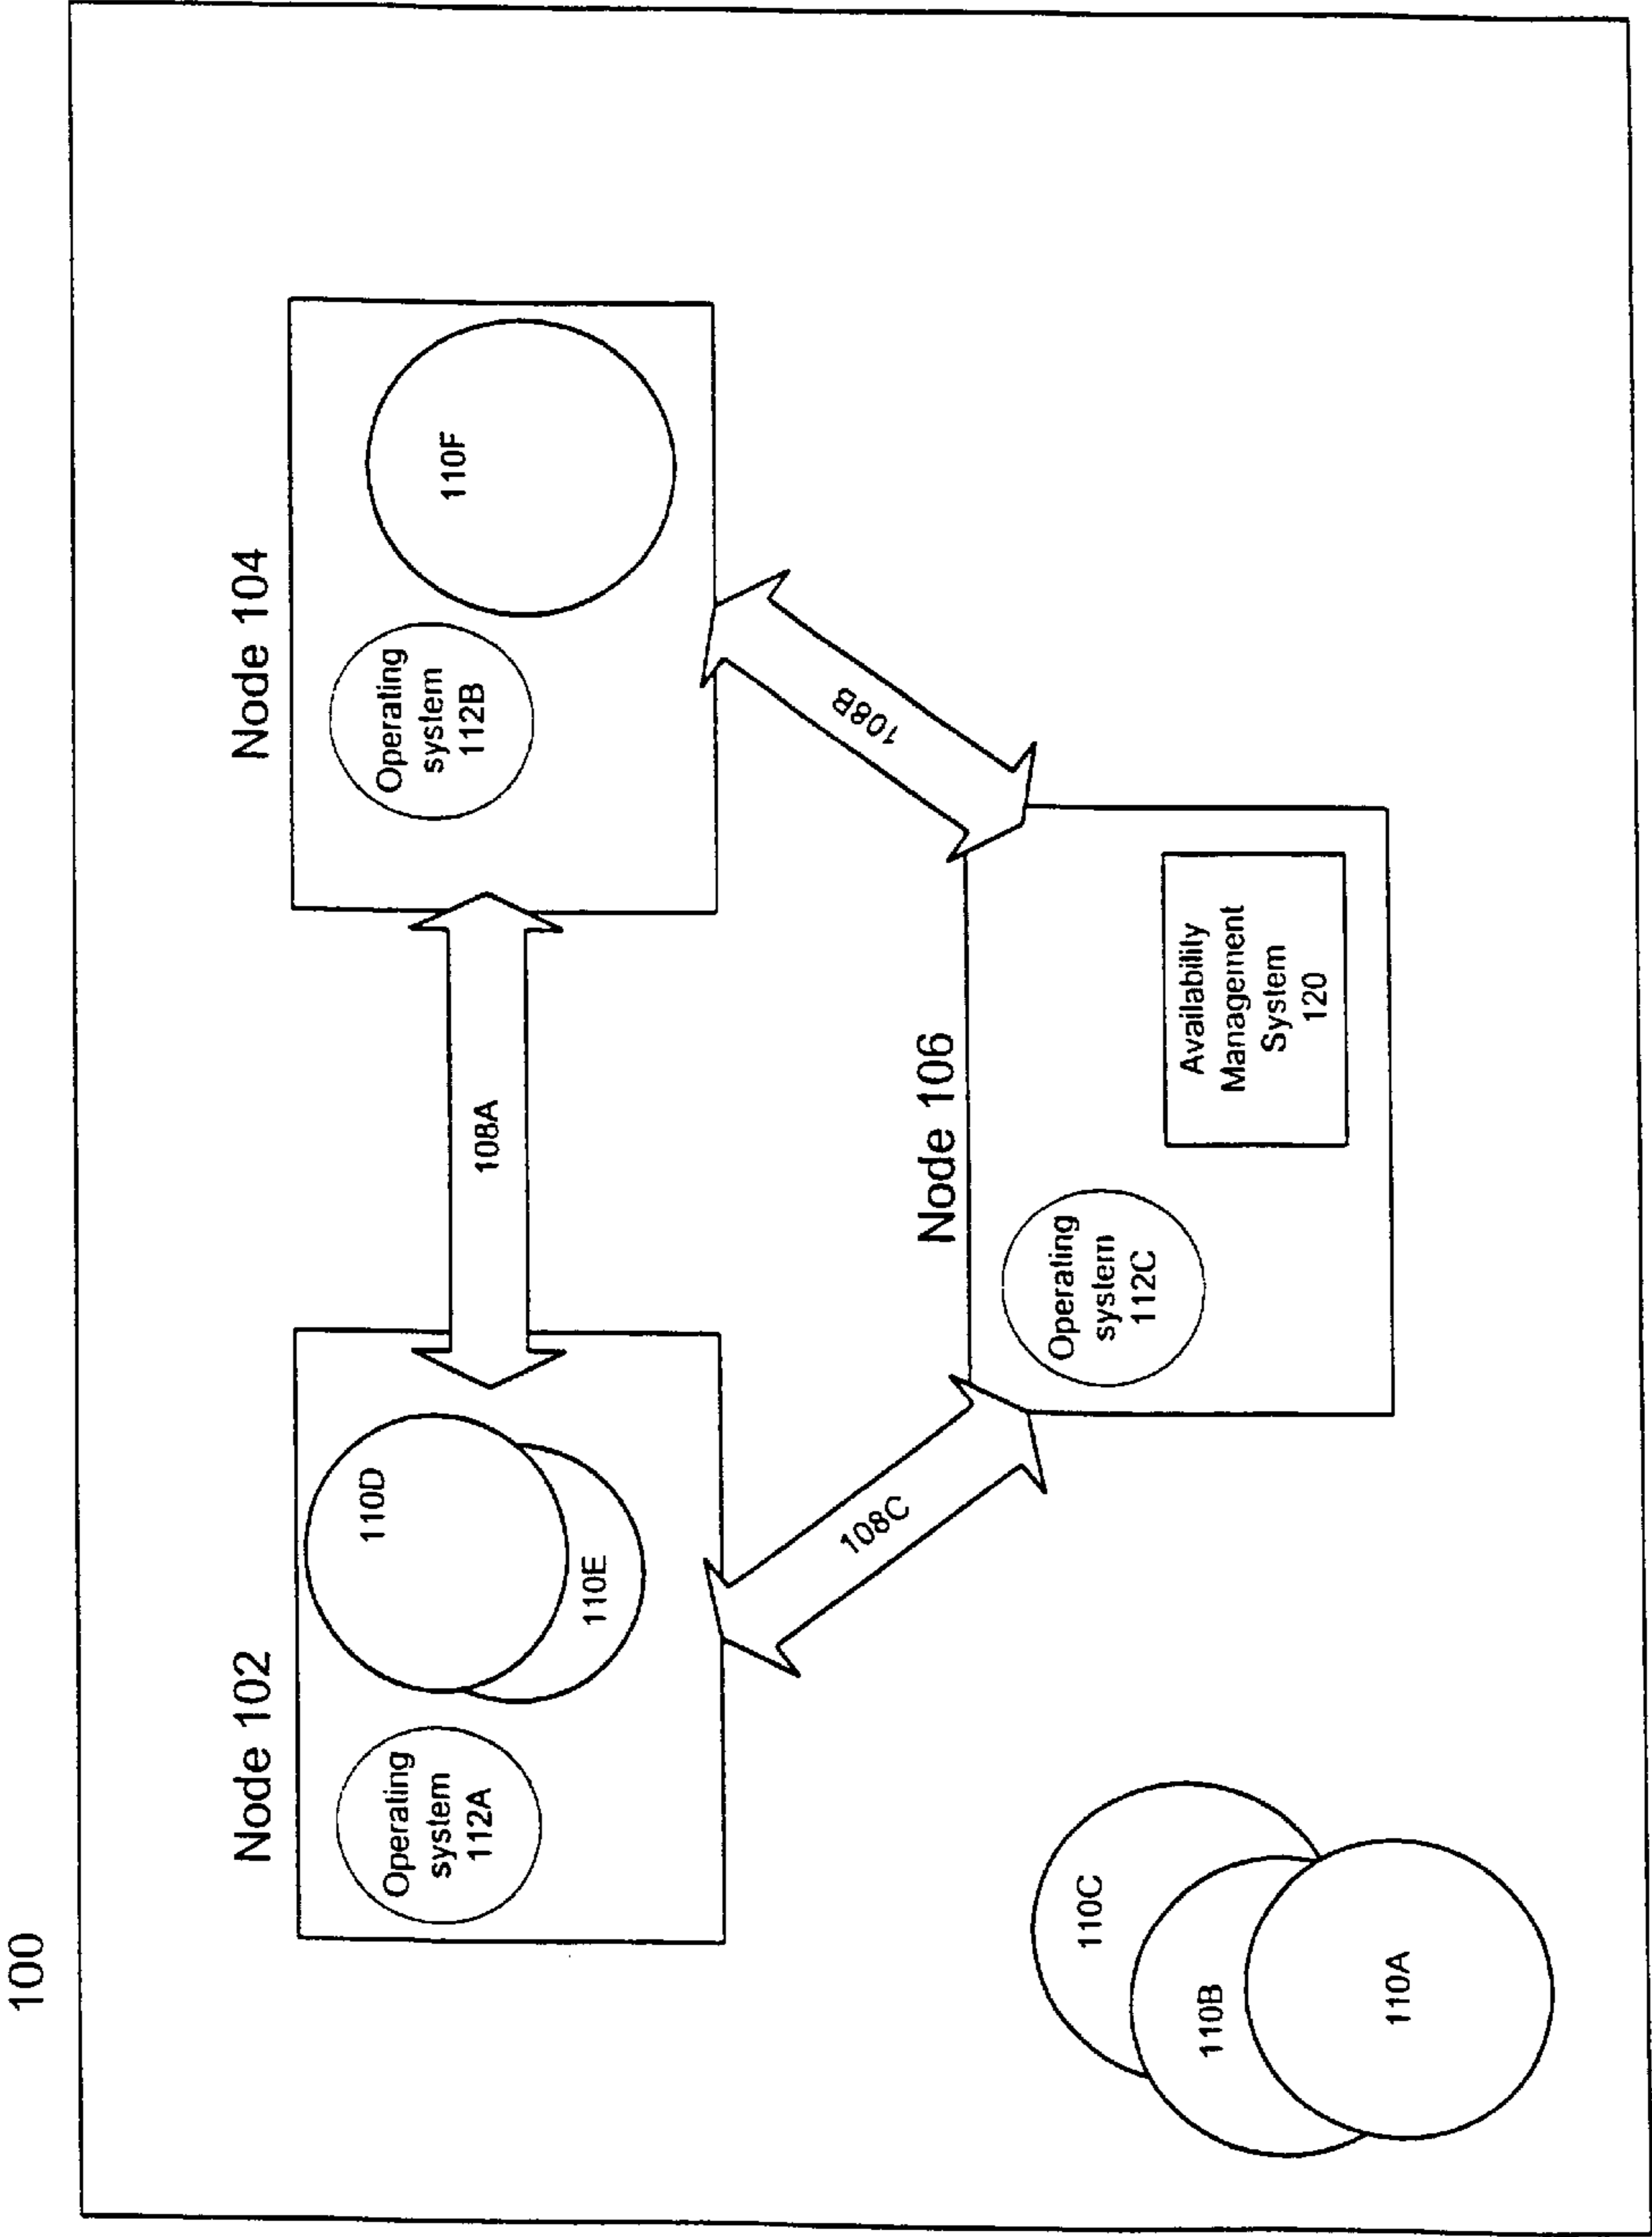 100
Node 102
Node 104
Operating
system
112A
110D
110E
108A
Operating
system
112B
110F
108C
108B
Node 106
Operating
system
112C
Availability
Management
System
120
110C
110B
110A